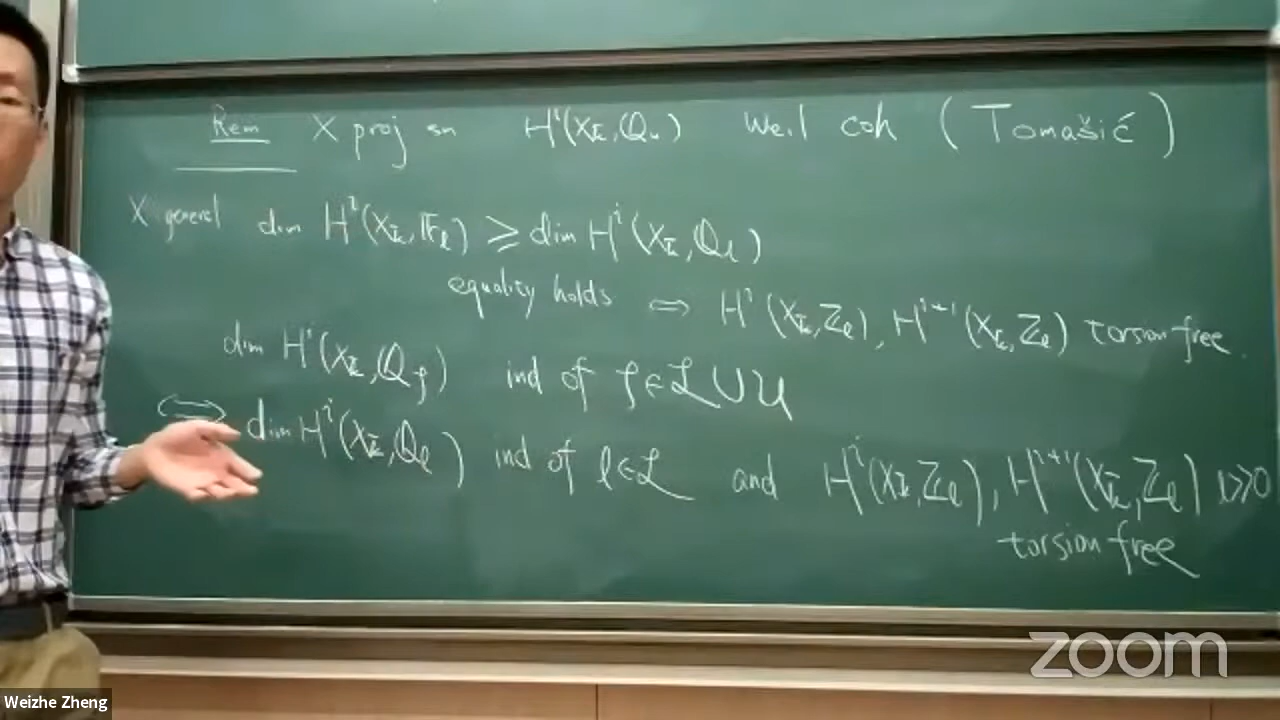 Rem X proj sm H^i(X_k̄, Q_u) Weil coh (Tomašić)
X general dim H^i(X_k̄, F_ℓ) ≥ dim H^i(X_k̄, Q_ℓ)
equality holds ⇔ H^i(X_k̄, Z_ℓ), H^{i+1}(X_k̄, Z_ℓ) torsion free.
dim H^i(X_k̄, Q_ρ) ind of ρ ∈ L ∪ U
⇔ dim H^i(X_k̄, Q_ℓ) ind of ℓ ∈ L and H^i(X_k̄, Z_ℓ), H^{i+1}(X_k̄, Z_ℓ) ℓ≫0
torsion free
zoom
Weizhe Zheng